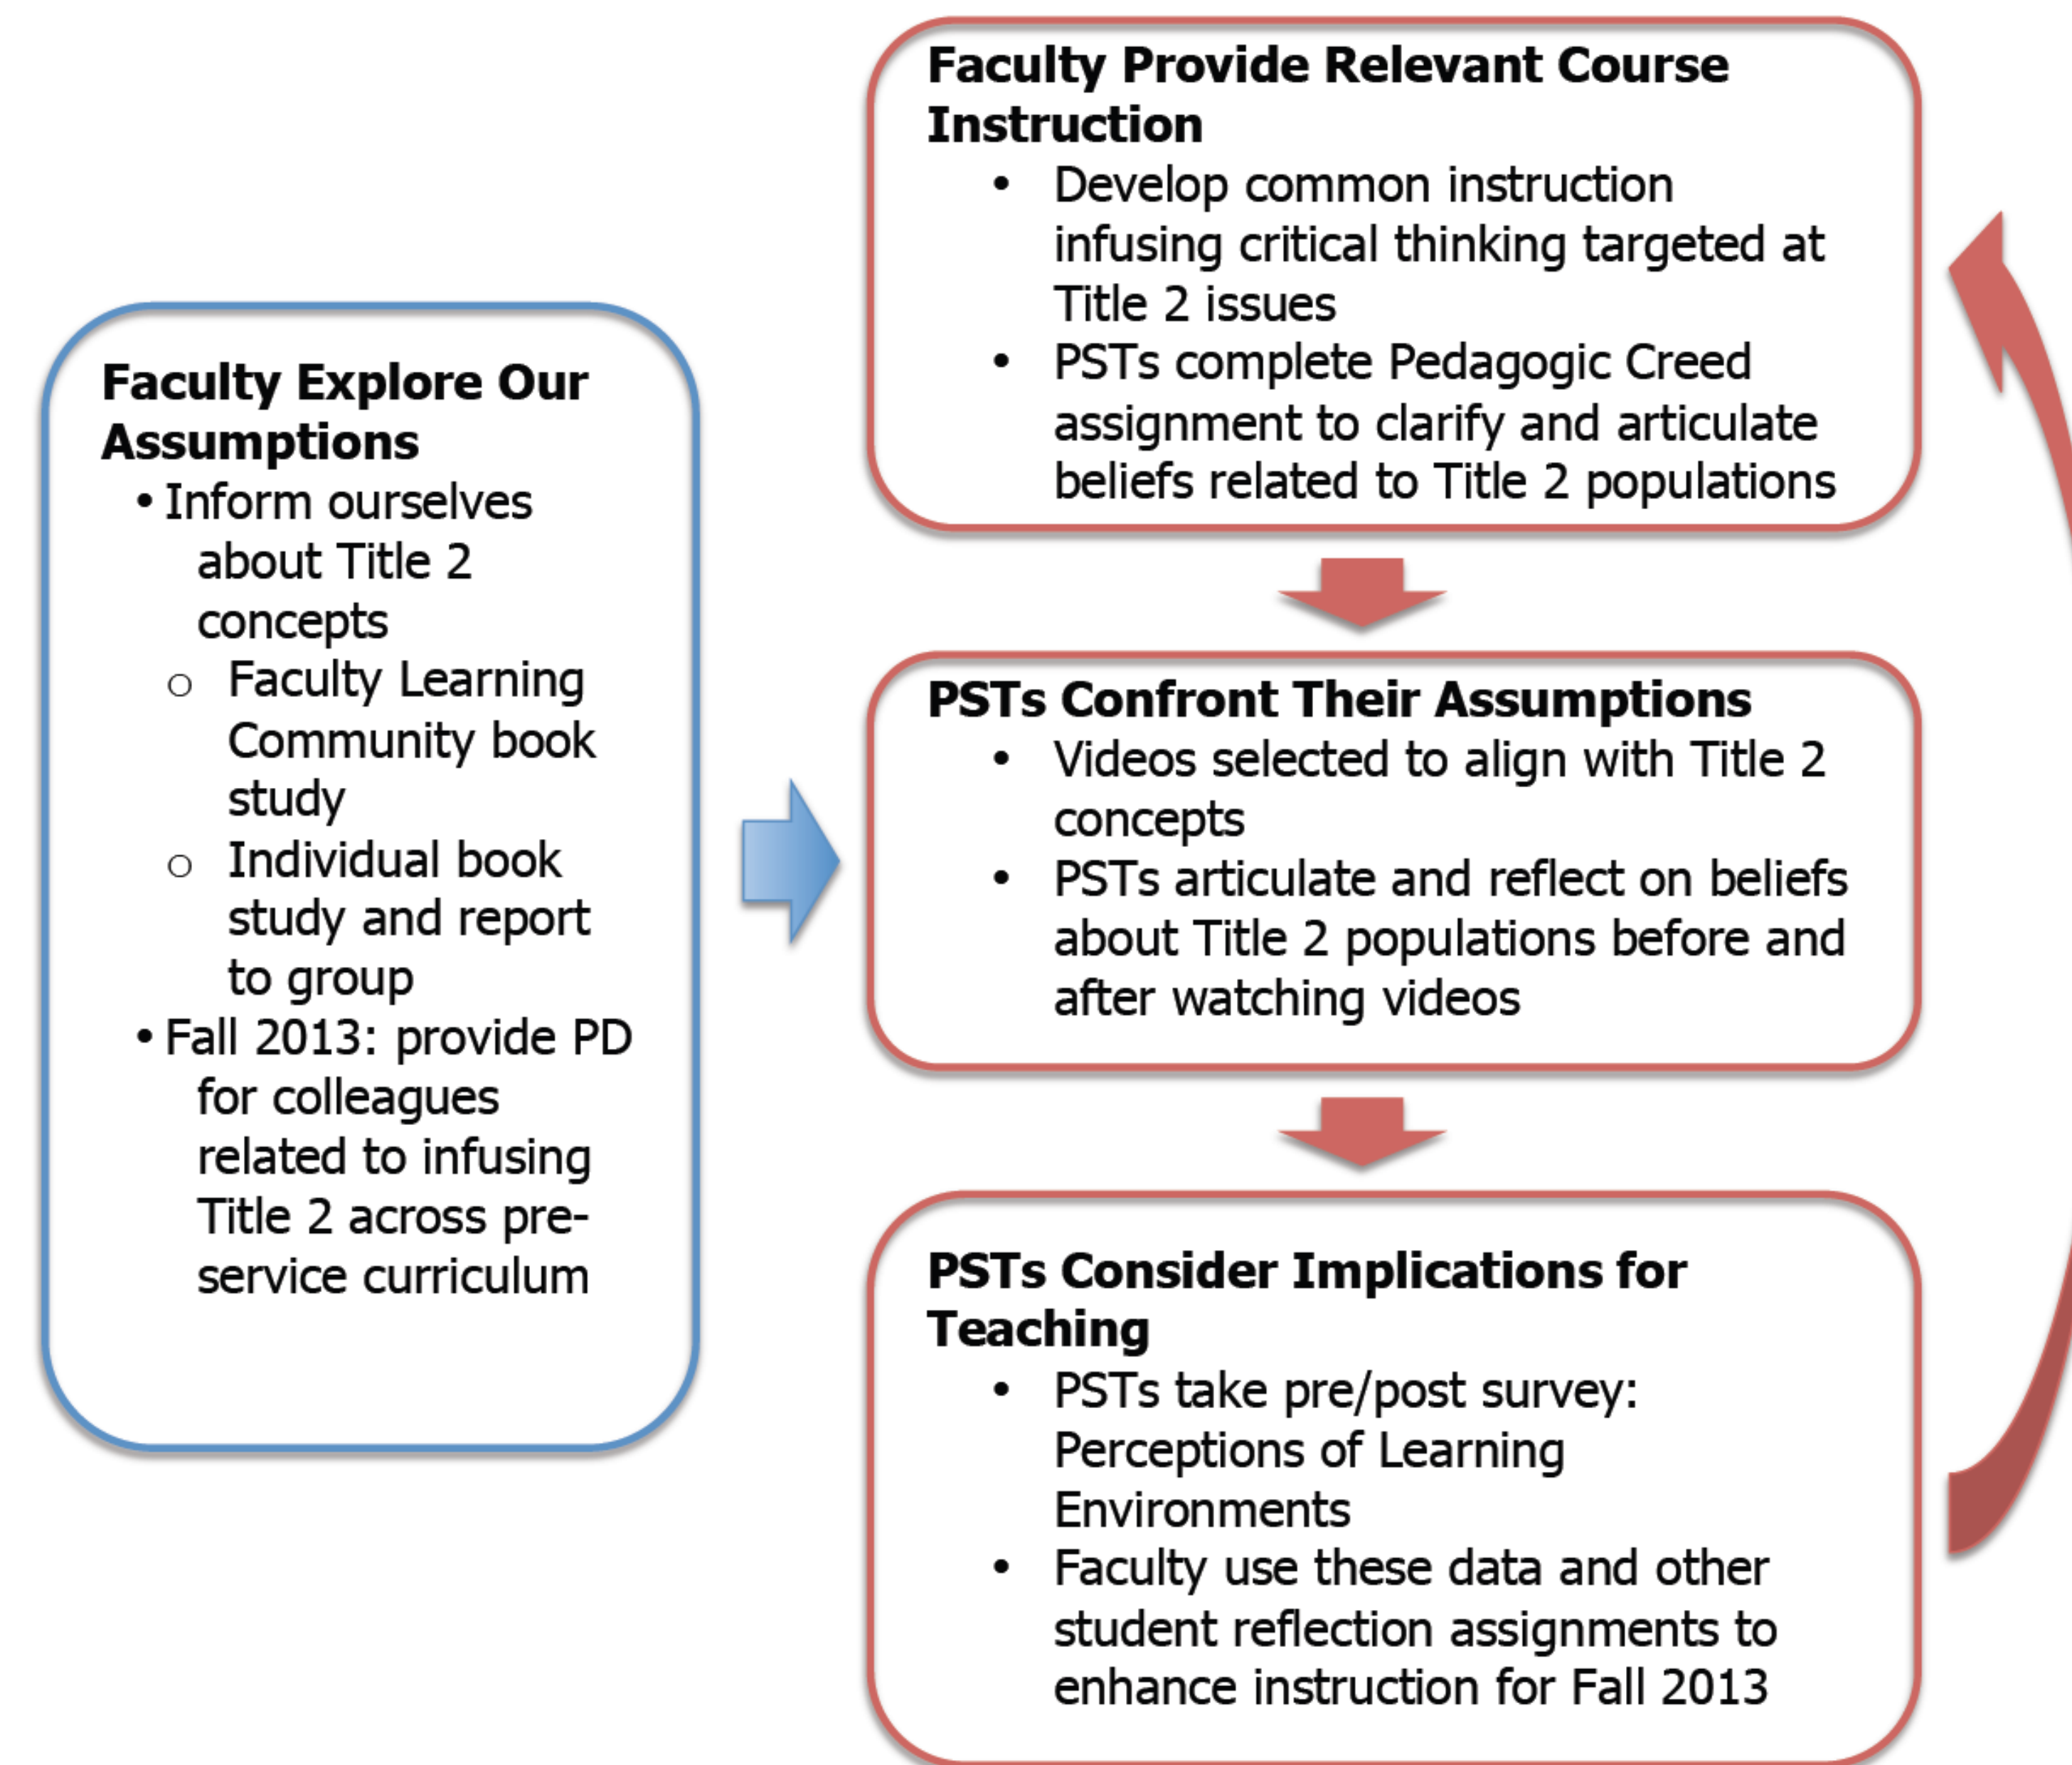 Faculty Explore Our
Assumptions
• Inform ourselves
about Title 2
concepts
o Faculty Learning
Community book
study
o Individual book
study and report
to group
• Fall 2013: provide PD
for colleagues
related to infusing
Title 2 across pre-
service curriculum
Faculty Provide Relevant Course
Instruction
• Develop common instruction
infusing critical thinking targeted at
Title 2 issues
• PSTs complete Pedagogic Creed
assignment to clarify and articulate
beliefs related to Title 2 populations
PSTs Confront Their Assumptions
• Videos selected to align with Title 2
concepts
• PSTs articulate and reflect on beliefs
about Title 2 populations before and
after watching videos
PSTs Consider Implications for
Teaching
• PSTs take pre/post survey:
Perceptions of Learning
Environments
• Faculty use these data and other
student reflection assignments to
enhance instruction for Fall 2013